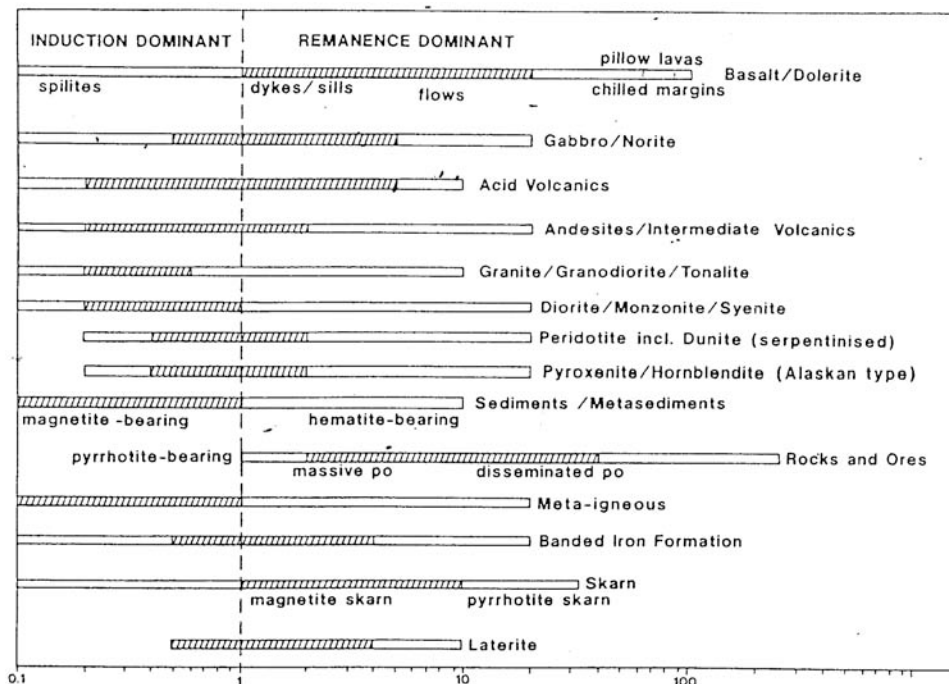 INDUCTION DOMINANT REMANENCE DOMINANT
pillow lavas
Basalt/Dolerite
spilites dykes/sills flows chilled margins
Gabbro/Norite
Acid Volcanics
Andesites/Intermediate Volcanics
Granite/Granodiorite/Tonalite
Diorite/Monzonite/Syenite
Peridotite incl. Dunite (serpentinised)
Pyroxenite/Hornblendite (Alaskan type)
Sediments/Metasediments
magnetite-bearing hematite-bearing
pyrrhotite-bearing Rocks and Ores
massive po disseminated po
Meta-igneous
Banded Iron Formation
Skarn
magnetite skarn pyrrhotite skarn
Laterite
0.1 1 10 100